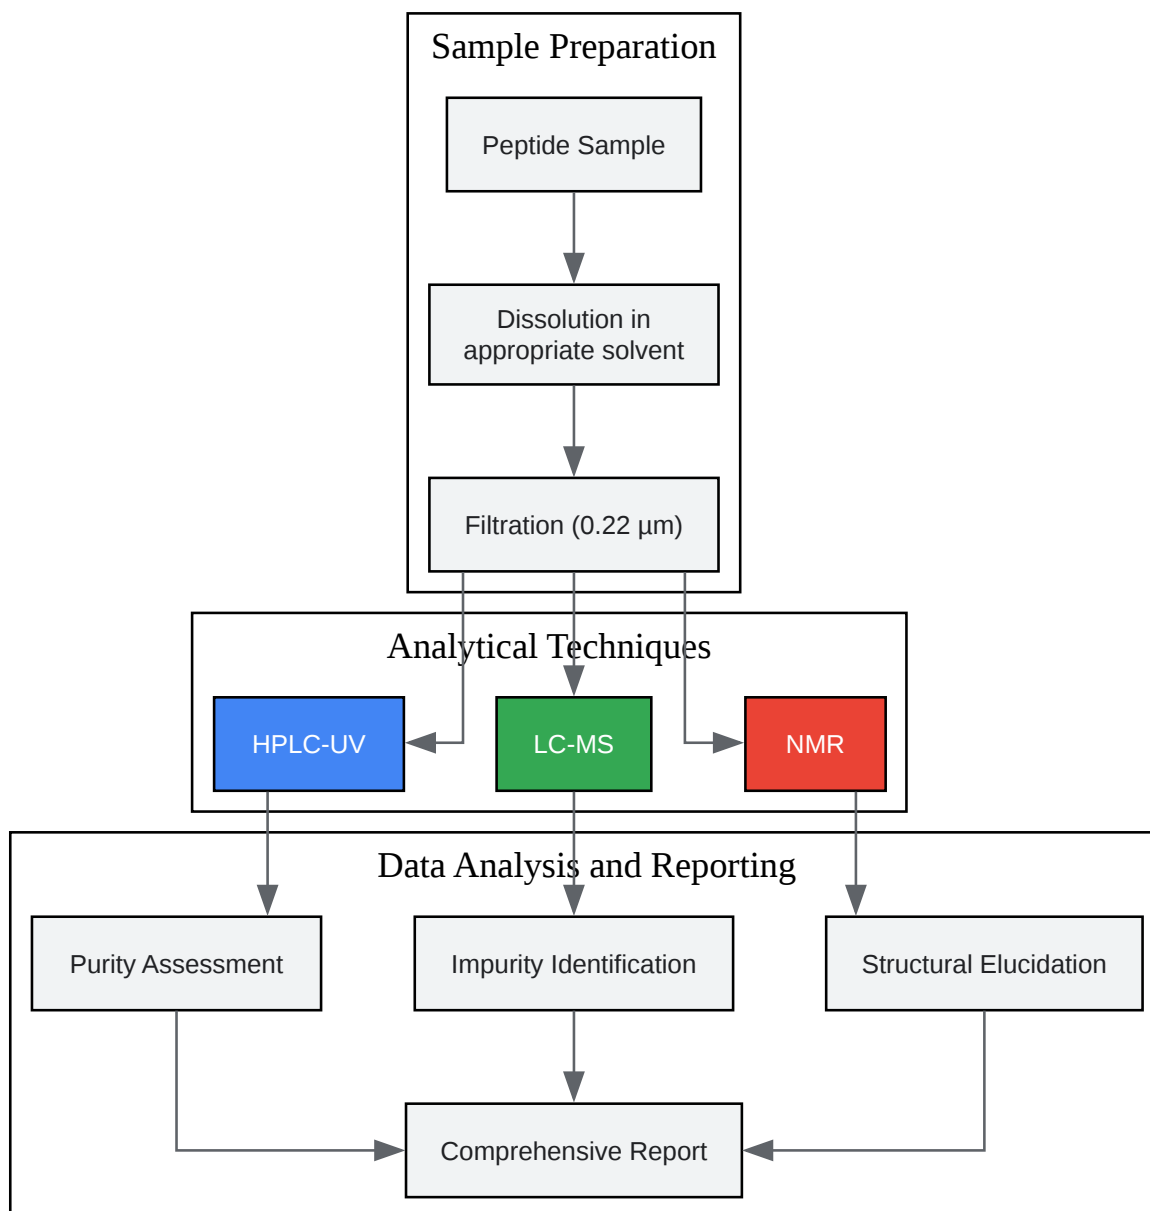 Sample Preparation
Peptide Sample
Dissolution in
appropriate solvent
Filtration (0.22 µm)
Analytical Techniques
HPLC-UV
LC-MS
NMR
Data Analysis and Reporting
Purity Assessment
Impurity Identification
Structural Elucidation
Comprehensive Report